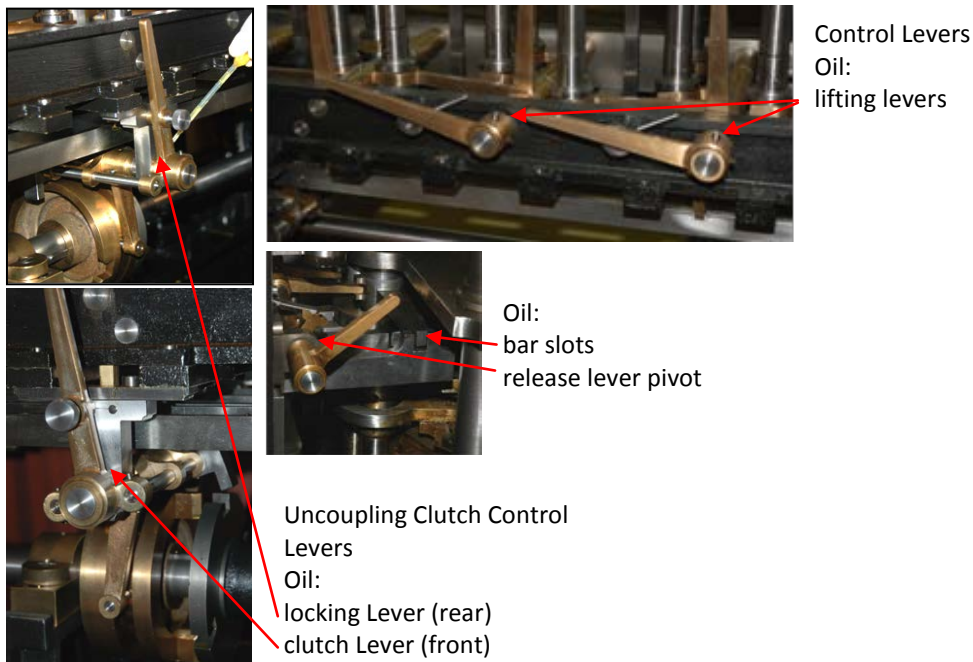 Control Levers
Oil:
lifting levers
Oil:
bar slots
release lever pivot
Uncoupling Clutch Control
Levers
Oil:
locking Lever (rear)
clutch Lever (front)